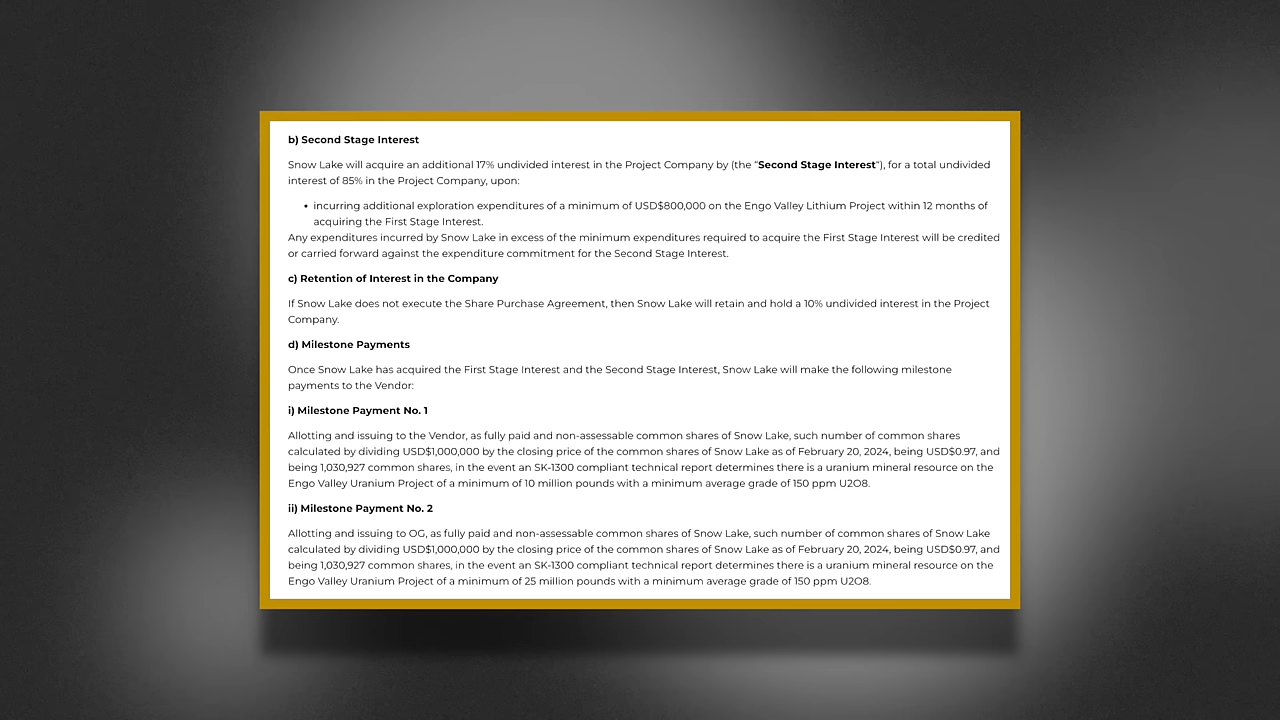 b) Second Stage Interest
Snow Lake will acquire an additional 17% undivided interest in the Project Company by (the "Second Stage Interest"), for a total undivided
interest of 85% in the Project Company, upon:
• incurring additional exploration expenditures of a minimum of USD$800,000 on the Engo Valley Lithium Project within 12 months of
acquiring the First Stage Interest.
Any expenditures incurred by Snow Lake in excess of the minimum expenditures required to acquire the First Stage Interest will be credited
or carried forward against the expenditure commitment for the Second Stage Interest.
c) Retention of Interest in the Company
If Snow Lake does not execute the Share Purchase Agreement, then Snow Lake will retain and hold a 10% undivided interest in the Project
Company.
d) Milestone Payments
Once Snow Lake has acquired the First Stage Interest and the Second Stage Interest, Snow Lake will make the following milestone
payments to the Vendor:
i) Milestone Payment No. 1
Allotting and issuing to the Vendor, as fully paid and non-assessable common shares of Snow Lake, such number of common shares
calculated by dividing USD$1,000,000 by the closing price of the common shares of Snow Lake as of February 20, 2024, being USD$0.97, and
being 1,030,927 common shares, in the event an SK-1300 compliant technical report determines there is a uranium mineral resource on the
Engo Valley Uranium Project of a minimum of 10 million pounds with a minimum average grade of 150 ppm U2O8.
ii) Milestone Payment No. 2
Allotting and issuing to OG, as fully paid and non-assessable common shares of Snow Lake, such number of common shares of Snow Lake
calculated by dividing USD$1,000,000 by the closing price of the common shares of Snow Lake as of February 20, 2024, being USD$0.97, and
being 1,030,927 common shares, in the event an SK-1300 compliant technical report determines there is a uranium mineral resource on the
Engo Valley Uranium Project of a minimum of 25 million pounds with a minimum average grade of 150 ppm U2O8.